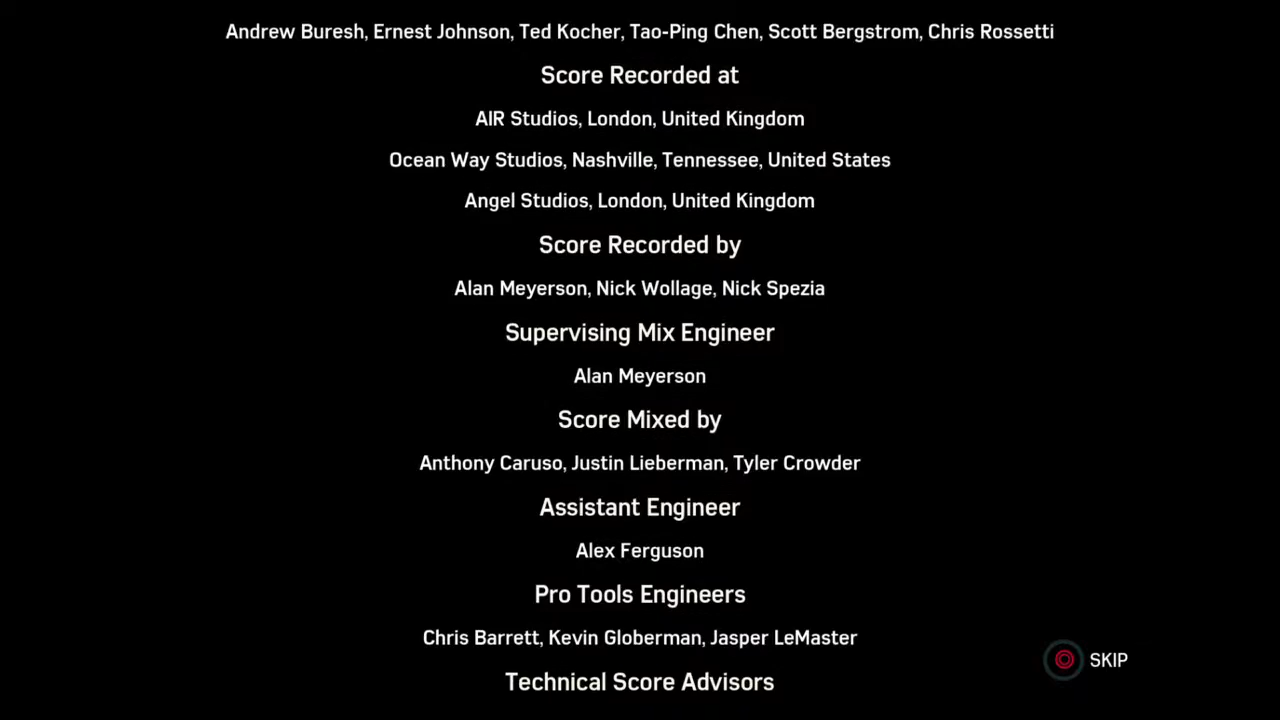 Andrew Buresh, Ernest Johnson, Ted Kocher, Tao-Ping Chen, Scott Bergstrom, Chris Rossetti
Score Recorded at
AIR Studios, London, United Kingdom
Ocean Way Studios, Nashville, Tennessee, United States
Angel Studios, London, United Kingdom
Score Recorded by
Alan Meyerson, Nick Wollage, Nick Spezia
Supervising Mix Engineer
Alan Meyerson
Score Mixed by
Anthony Caruso, Justin Lieberman, Tyler Crowder
Assistant Engineer
Alex Ferguson
Pro Tools Engineers
Chris Barrett, Kevin Globerman, Jasper LeMaster
SKIP
Technical Score Advisors